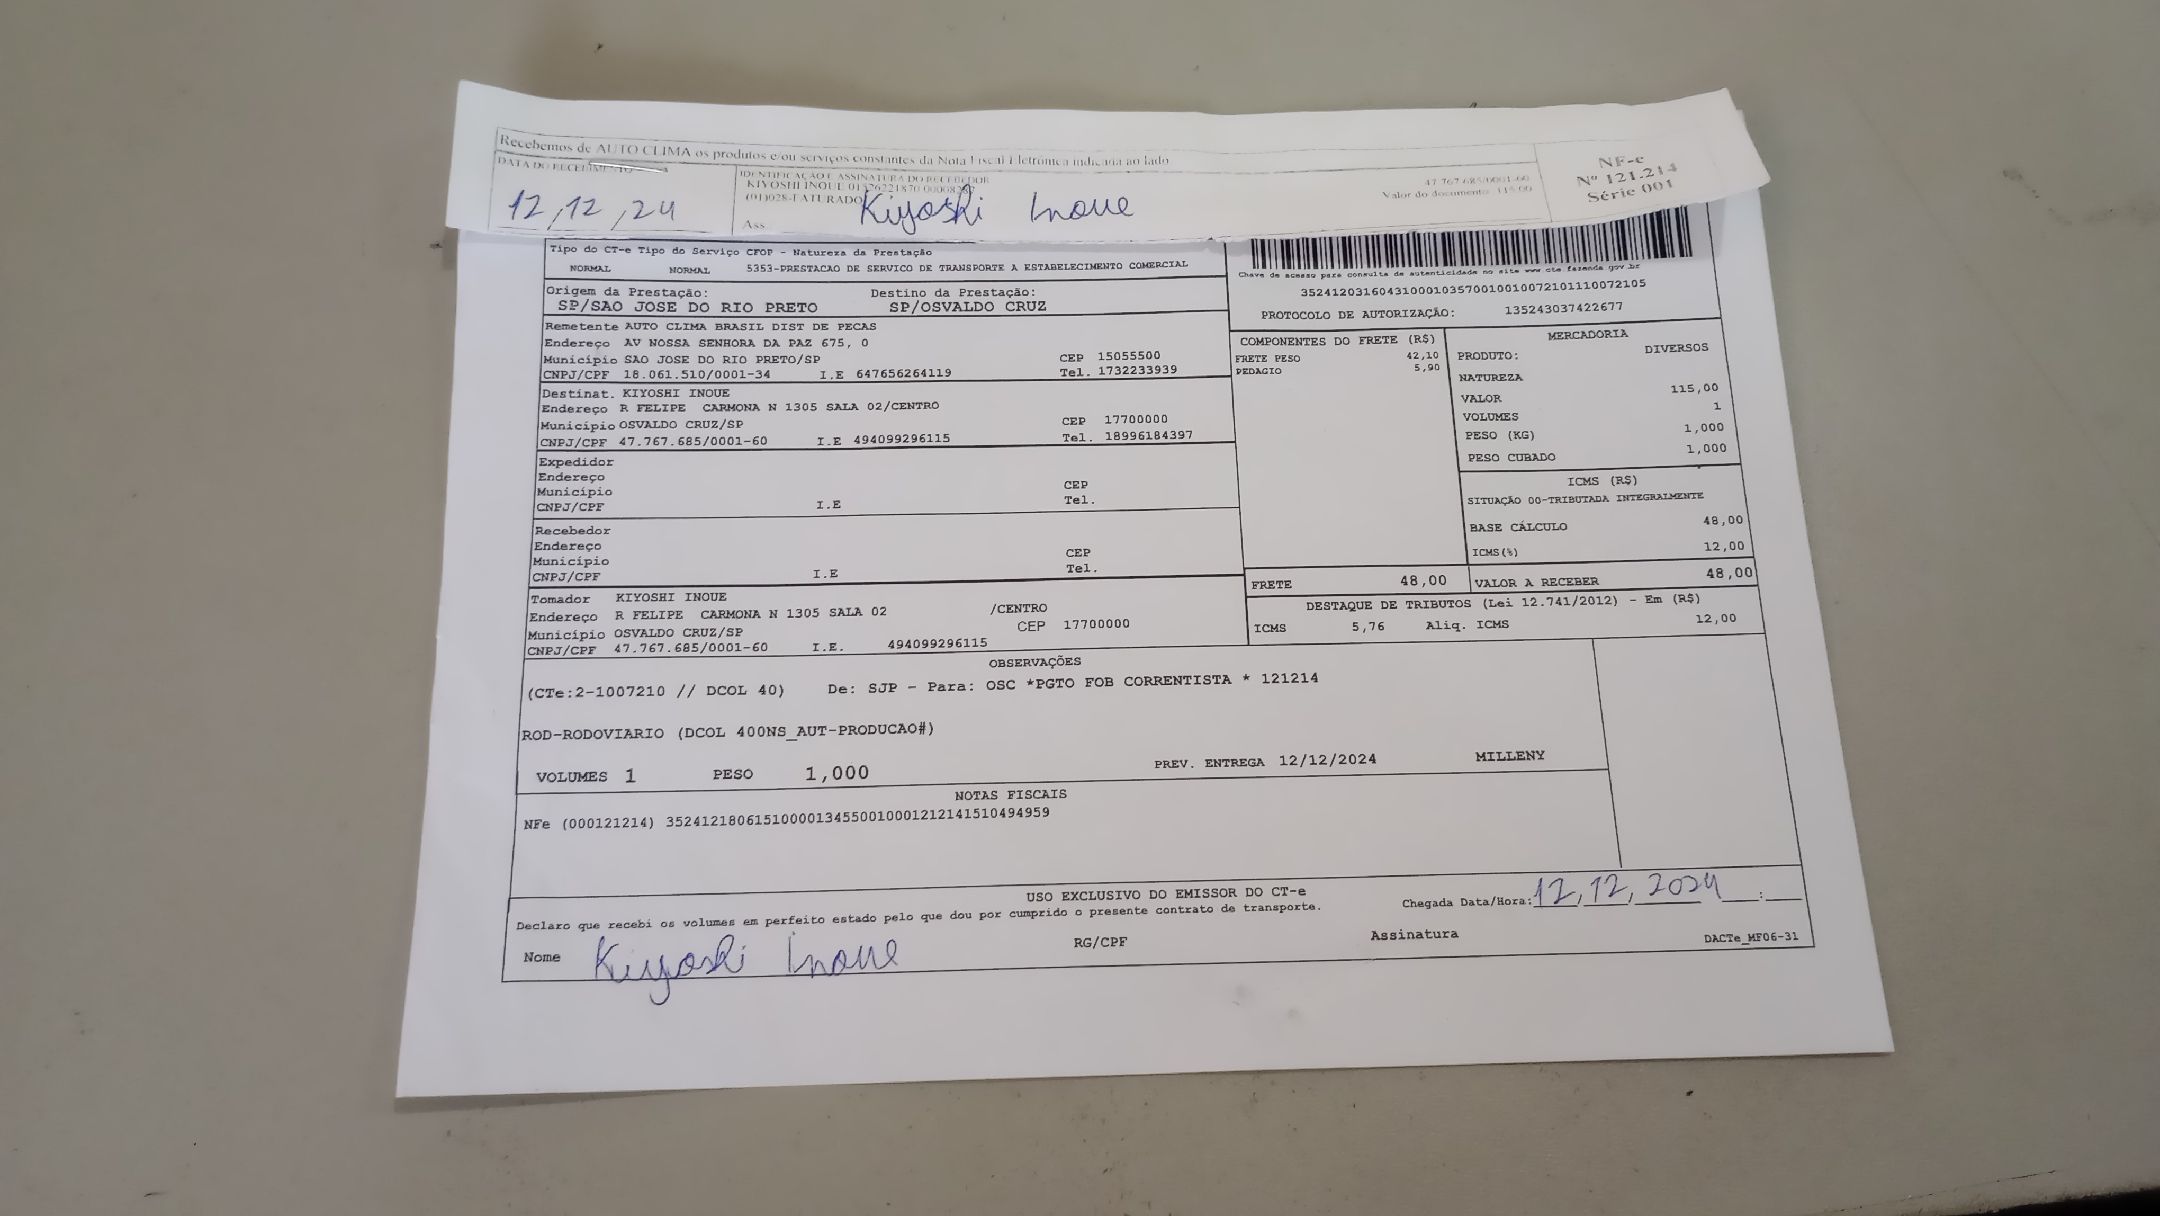 Recebemos de AUTO CLIMA os produtos e/ou serviços constantes da Nota Fiscal Eletrônica indicada ao lado
DATA DO RECEBIMENTO
12,12,24
IDENTIFICAÇÃO E ASSINATURA DO RECEBEDOR
KIYOSHI INOUE
(01)028-FATURADO
Ass.
Kiyoshi Inoue
47.767.685/0001-60
Valor do documento: 115,00
NF-e
Nº 121.214
Série 001
Tipo do CT-e Tipo do Serviço CFOP - Natureza da Prestação
NORMAL NORMAL 5353-PRESTACAO DE SERVICO DE TRANSPORTE A ESTABELECIMENTO COMERCIAL
Origem da Prestação: Destino da Prestação:
SP/SAO JOSE DO RIO PRETO SP/OSVALDO CRUZ
Chave de acesso para consulta de autenticidade no site www.cte.fazenda.gov.br
35241203160431000103570010010072101110072105
PROTOCOLO DE AUTORIZAÇÃO: 135243037422677
Remetente AUTO CLIMA BRASIL DIST DE PECAS
Endereço AV NOSSA SENHORA DA PAZ 675, 0
Município SAO JOSE DO RIO PRETO/SP CEP 15055500
CNPJ/CPF 18.061.510/0001-34 I.E 647656264119 Tel. 1732233939
Destinat. KIYOSHI INOUE
Endereço R FELIPE CARMONA N 1305 SALA 02/CENTRO
Município OSVALDO CRUZ/SP CEP 17700000
CNPJ/CPF 47.767.685/0001-60 I.E 494099296115 Tel. 18996184397
Expedidor
Endereço
Município CEP
CNPJ/CPF I.E Tel.
Recebedor
Endereço
Município CEP
CNPJ/CPF I.E Tel.
Tomador KIYOSHI INOUE
Endereço R FELIPE CARMONA N 1305 SALA 02 /CENTRO
Município OSVALDO CRUZ/SP CEP 17700000
CNPJ/CPF 47.767.685/0001-60 I.E. 494099296115
COMPONENTES DO FRETE (R$)
FRETE PESO 42,10
PEDAGIO 5,90
MERCADORIA
PRODUTO: DIVERSOS
NATUREZA
VALOR 115,00
VOLUMES 1
PESO (KG) 1,000
PESO CUBADO 1,000
ICMS (R$)
SITUAÇÃO 00-TRIBUTADA INTEGRALMENTE
BASE CÁLCULO 48,00
ICMS(%) 12,00
FRETE 48,00 VALOR A RECEBER 48,00
DESTAQUE DE TRIBUTOS (Lei 12.741/2012) - Em (R$)
ICMS 5,76 Aliq. ICMS 12,00
OBSERVAÇÕES
(CTe:2-1007210 // DCOL 40) De: SJP - Para: OSC *PGTO FOB CORRENTISTA * 121214
ROD-RODOVIARIO (DCOL 400NS_AUT-PRODUCAO#)
VOLUMES 1 PESO 1,000 PREV. ENTREGA 12/12/2024 MILLENY
NOTAS FISCAIS
NFe (000121214) 35241218061510000134550010001212141510494959
USO EXCLUSIVO DO EMISSOR DO CT-e
Declaro que recebi os volumes em perfeito estado pelo que dou por cumprido o presente contrato de transporte.
Chegada Data/Hora: 12,12,2024 :
Nome Kiyoshi Inoue RG/CPF Assinatura DACTe_MF06-31